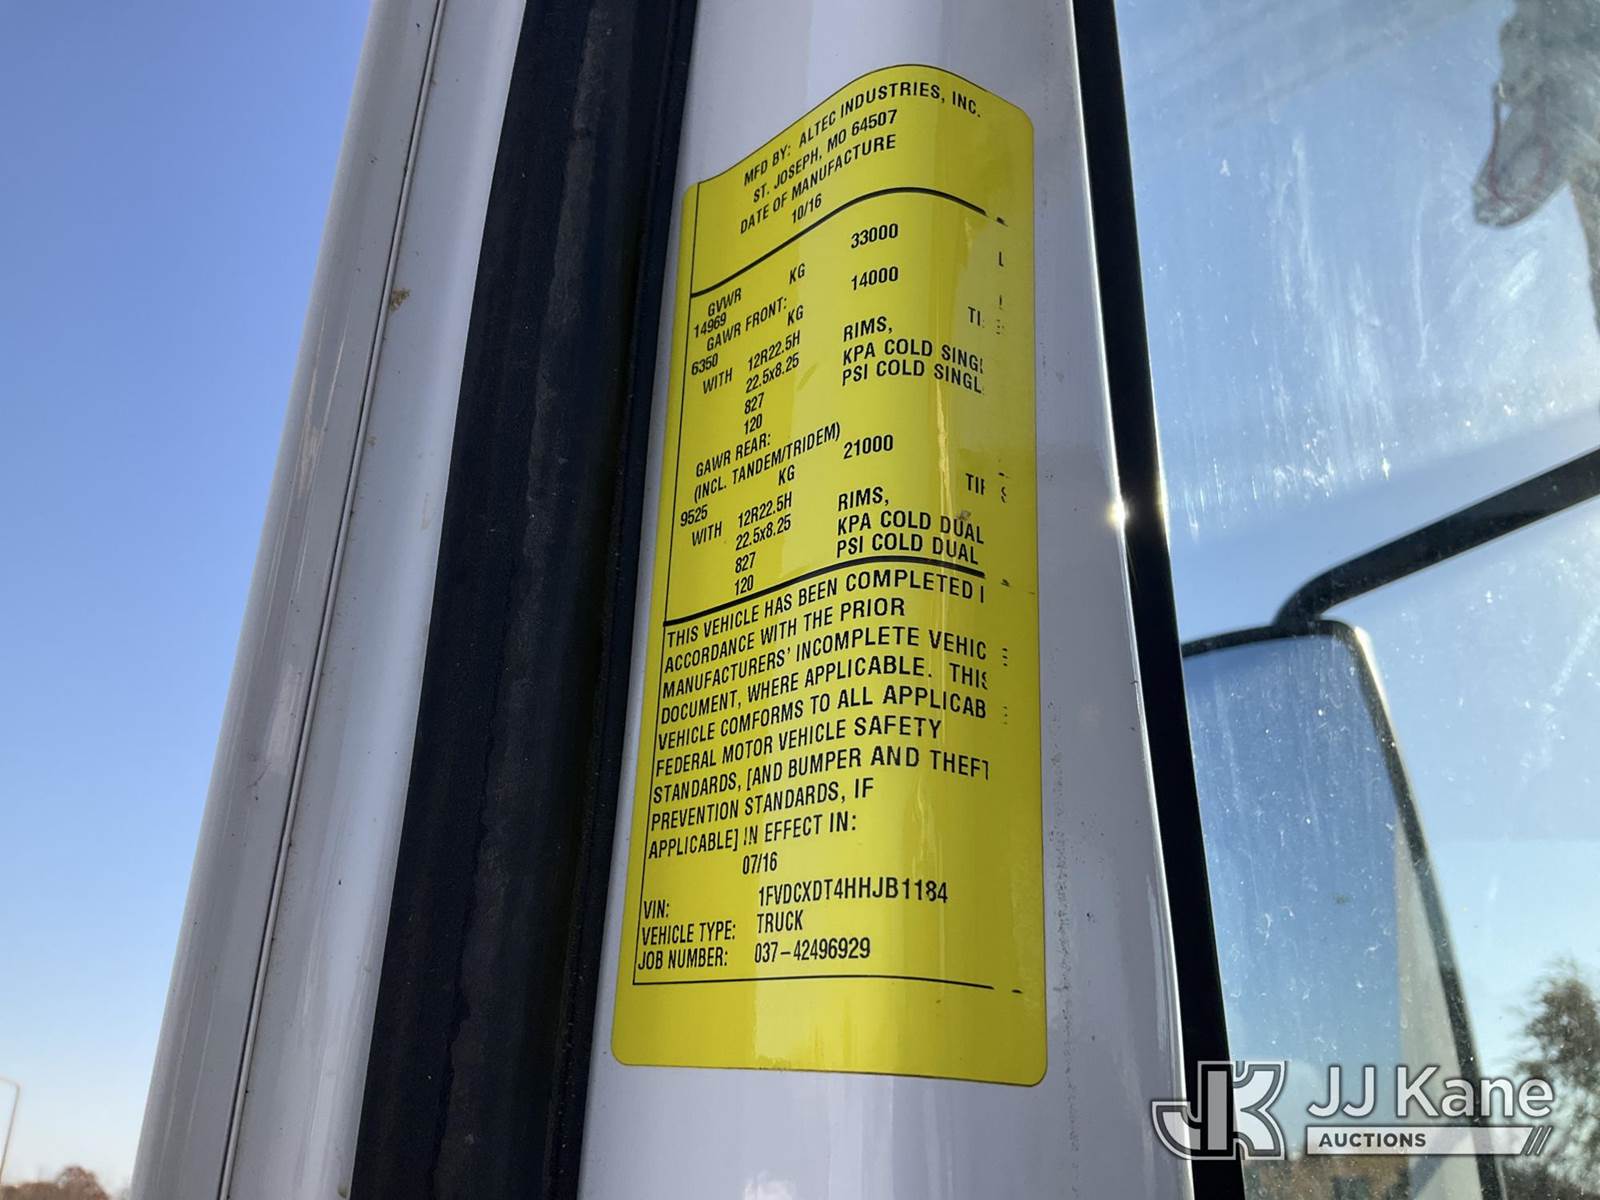 MFD BY: ALTEC INDUSTRIES, INC.
ST. JOSEPH, MO 64507
DATE OF MANUFACTURE
10/16
GVWR
14969 KG 33000
GAWR FRONT:
6350 KG 14000
WITH 12R22.5H
22.5x8.25 RIMS,
827 KPA COLD
120 PSI COLD
GAWR REAR:
(INCL. TANDEM/TRIDEM)
9525 KG 21000
WITH 12R22.5H
22.5x8.25 RIMS,
827 KPA COLD DUAL
120 PSI COLD DUAL
THIS VEHICLE HAS BEEN COMPLETED
ACCORDANCE WITH THE PRIOR
MANUFACTURERS' INCOMPLETE
DOCUMENT, WHERE APPLICABLE. THIS
VEHICLE COMFORMS TO ALL
FEDERAL MOTOR VEHICLE SAFETY
STANDARDS, [AND BUMPER AND THEFT
PREVENTION STANDARDS, IF
APPLICABLE] IN EFFECT IN:
07/16
VIN: 1FVDCXDT4HHJB1184
VEHICLE TYPE: TRUCK
JOB NUMBER: 037-42496929
JK JJ Kane
AUCTIONS